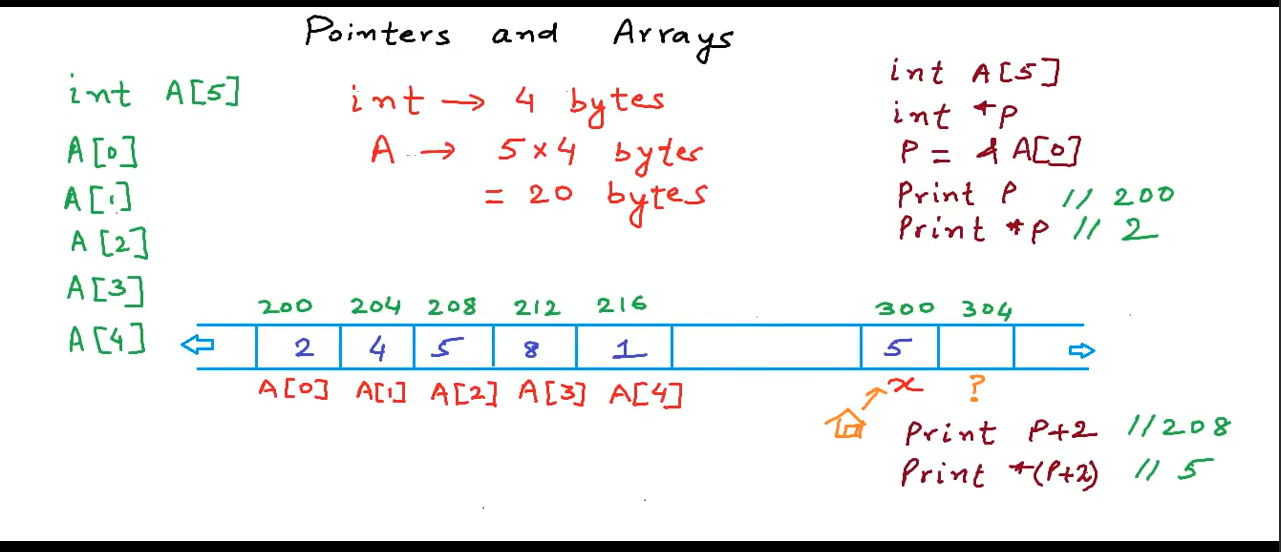 Pointers and Arrays
int A[5]
A[0]
A[1]
A[2]
A[3]
A[4]
int → 4 bytes
A → 5×4 bytes
= 20 bytes
int A[5]
int *P
P = &A[0]
Print P // 200
Print *P // 2
200 204 208 212 216 300 304
2 4 5 8 1 5
A[0] A[1] A[2] A[3] A[4] x ?
Print P+2 //208
Print *(P+2) // 5